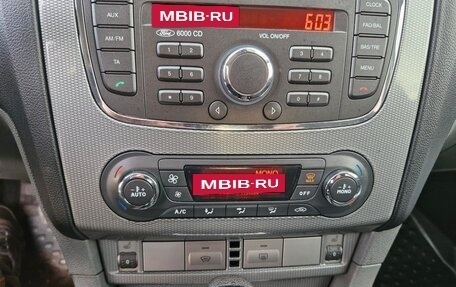 CLOCK
MBIB-RU
AUX
603
FAD/BAL
Ford 6000 CD
VOL ON/OFF
AM/FM
1 2 3
BAS/TRE
TA
4 5 6
MENU
7 8 9
0 #
MONO
MAX
AUTO
MBIB-RU
OFF
MONO
A/C